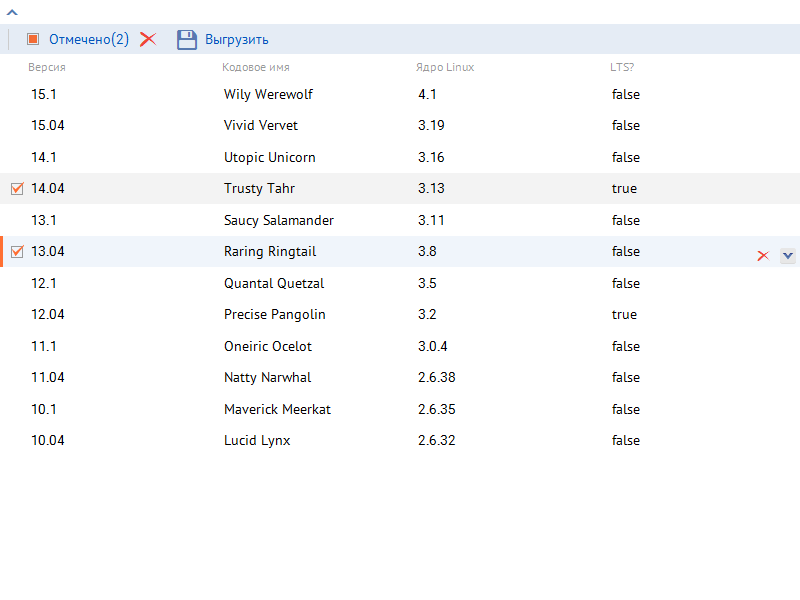 Отмечено(2) Выгрузить
Версия Кодовое имя Ядро Linux LTS?
15.1 Wily Werewolf 4.1 false
15.04 Vivid Vervet 3.19 false
14.1 Utopic Unicorn 3.16 false
14.04 Trusty Tahr 3.13 true
13.1 Saucy Salamander 3.11 false
13.04 Raring Ringtail 3.8 false
12.1 Quantal Quetzal 3.5 false
12.04 Precise Pangolin 3.2 true
11.1 Oneiric Ocelot 3.0.4 false
11.04 Natty Narwhal 2.6.38 false
10.1 Maverick Meerkat 2.6.35 false
10.04 Lucid Lynx 2.6.32 false